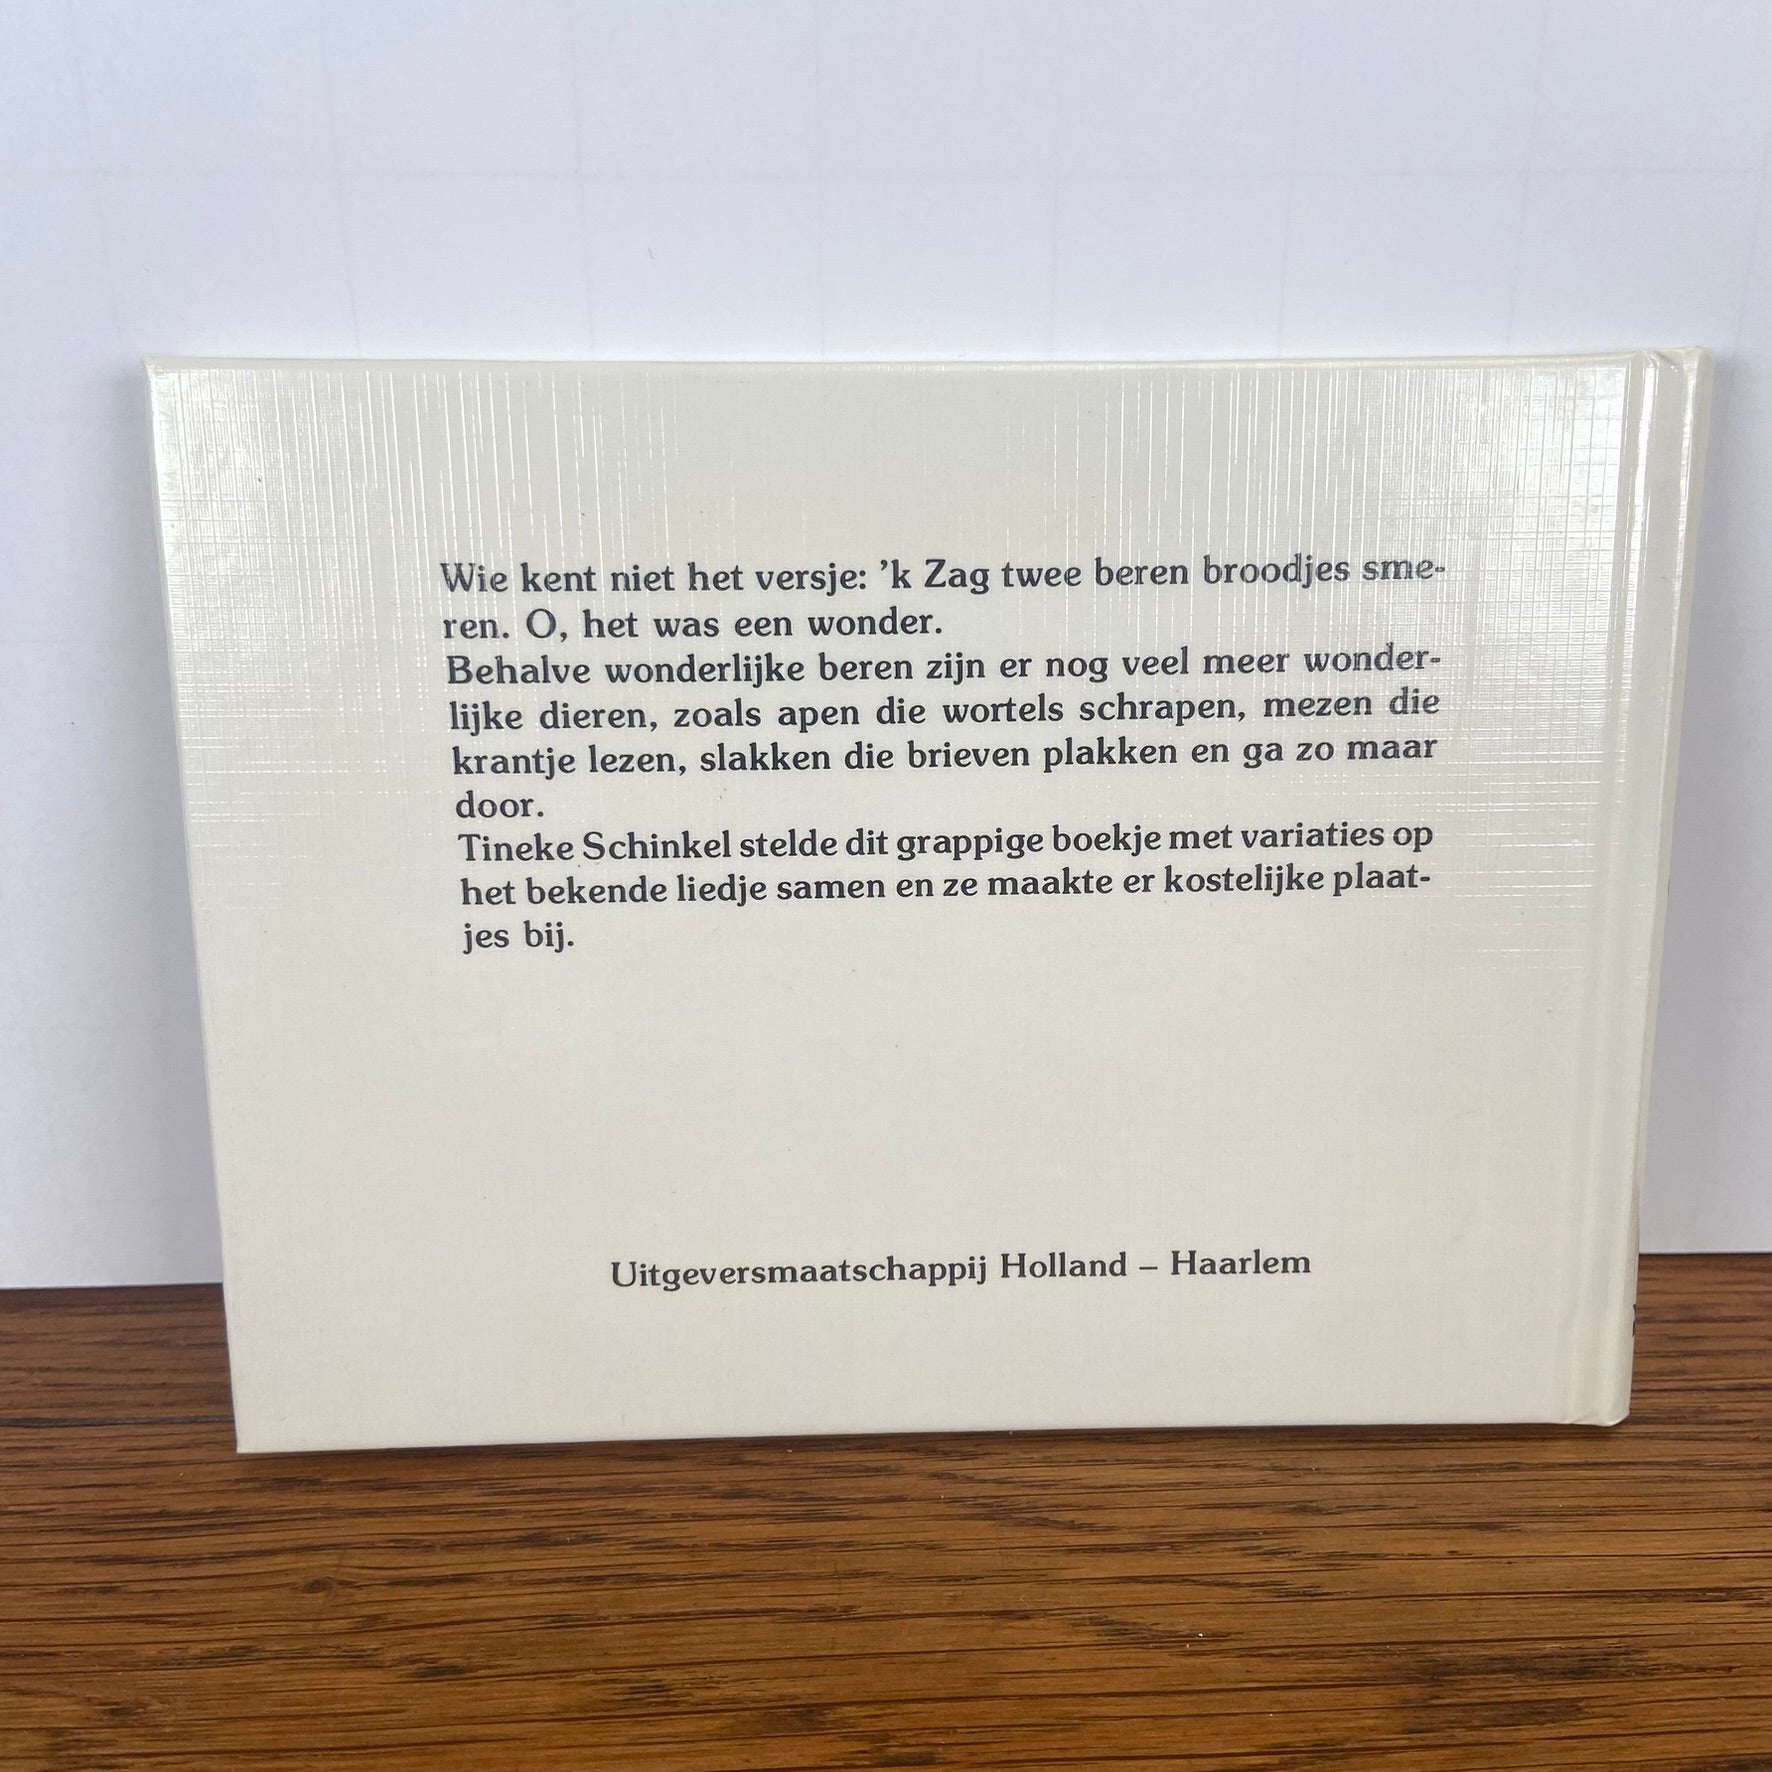 Wie kent niet het versje: 'k Zag twee beren broodjes sme-
ren. O, het was een wonder.
Behalve wonderlijke beren zijn er nog veel meer wonder-
lijke dieren, zoals apen die wortels schrapen, mezen die
krantje lezen, slakken die brieven plakken en ga zo maar
door.
Tineke Schinkel stelde dit grappige boekje met variaties op
het bekende liedje samen en ze maakte er kostelijke plaat-
jes bij.
Uitgeversmaatschappij Holland – Haarlem